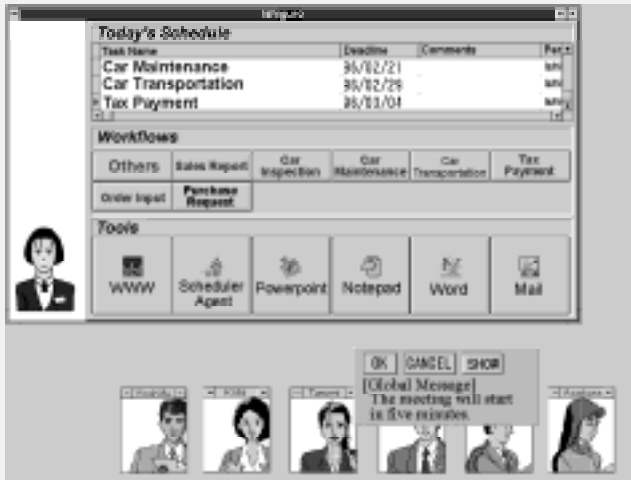 Today's Schedule
Task Name Deadline Comments
Car Maintenance 96/02/21
Car Transportation 96/02/29
Tax Payment 96/03/04
Workflows
Others Sales Report Car Inspection Car Maintenance Car Transportation Tax Payment
Order Input Purchase Request
Tools
WWW Scheduler Agent Powerpoint Notepad Word Mail
OK CANCEL SHOW
[Global Message]
The meeting will start
in five minutes.